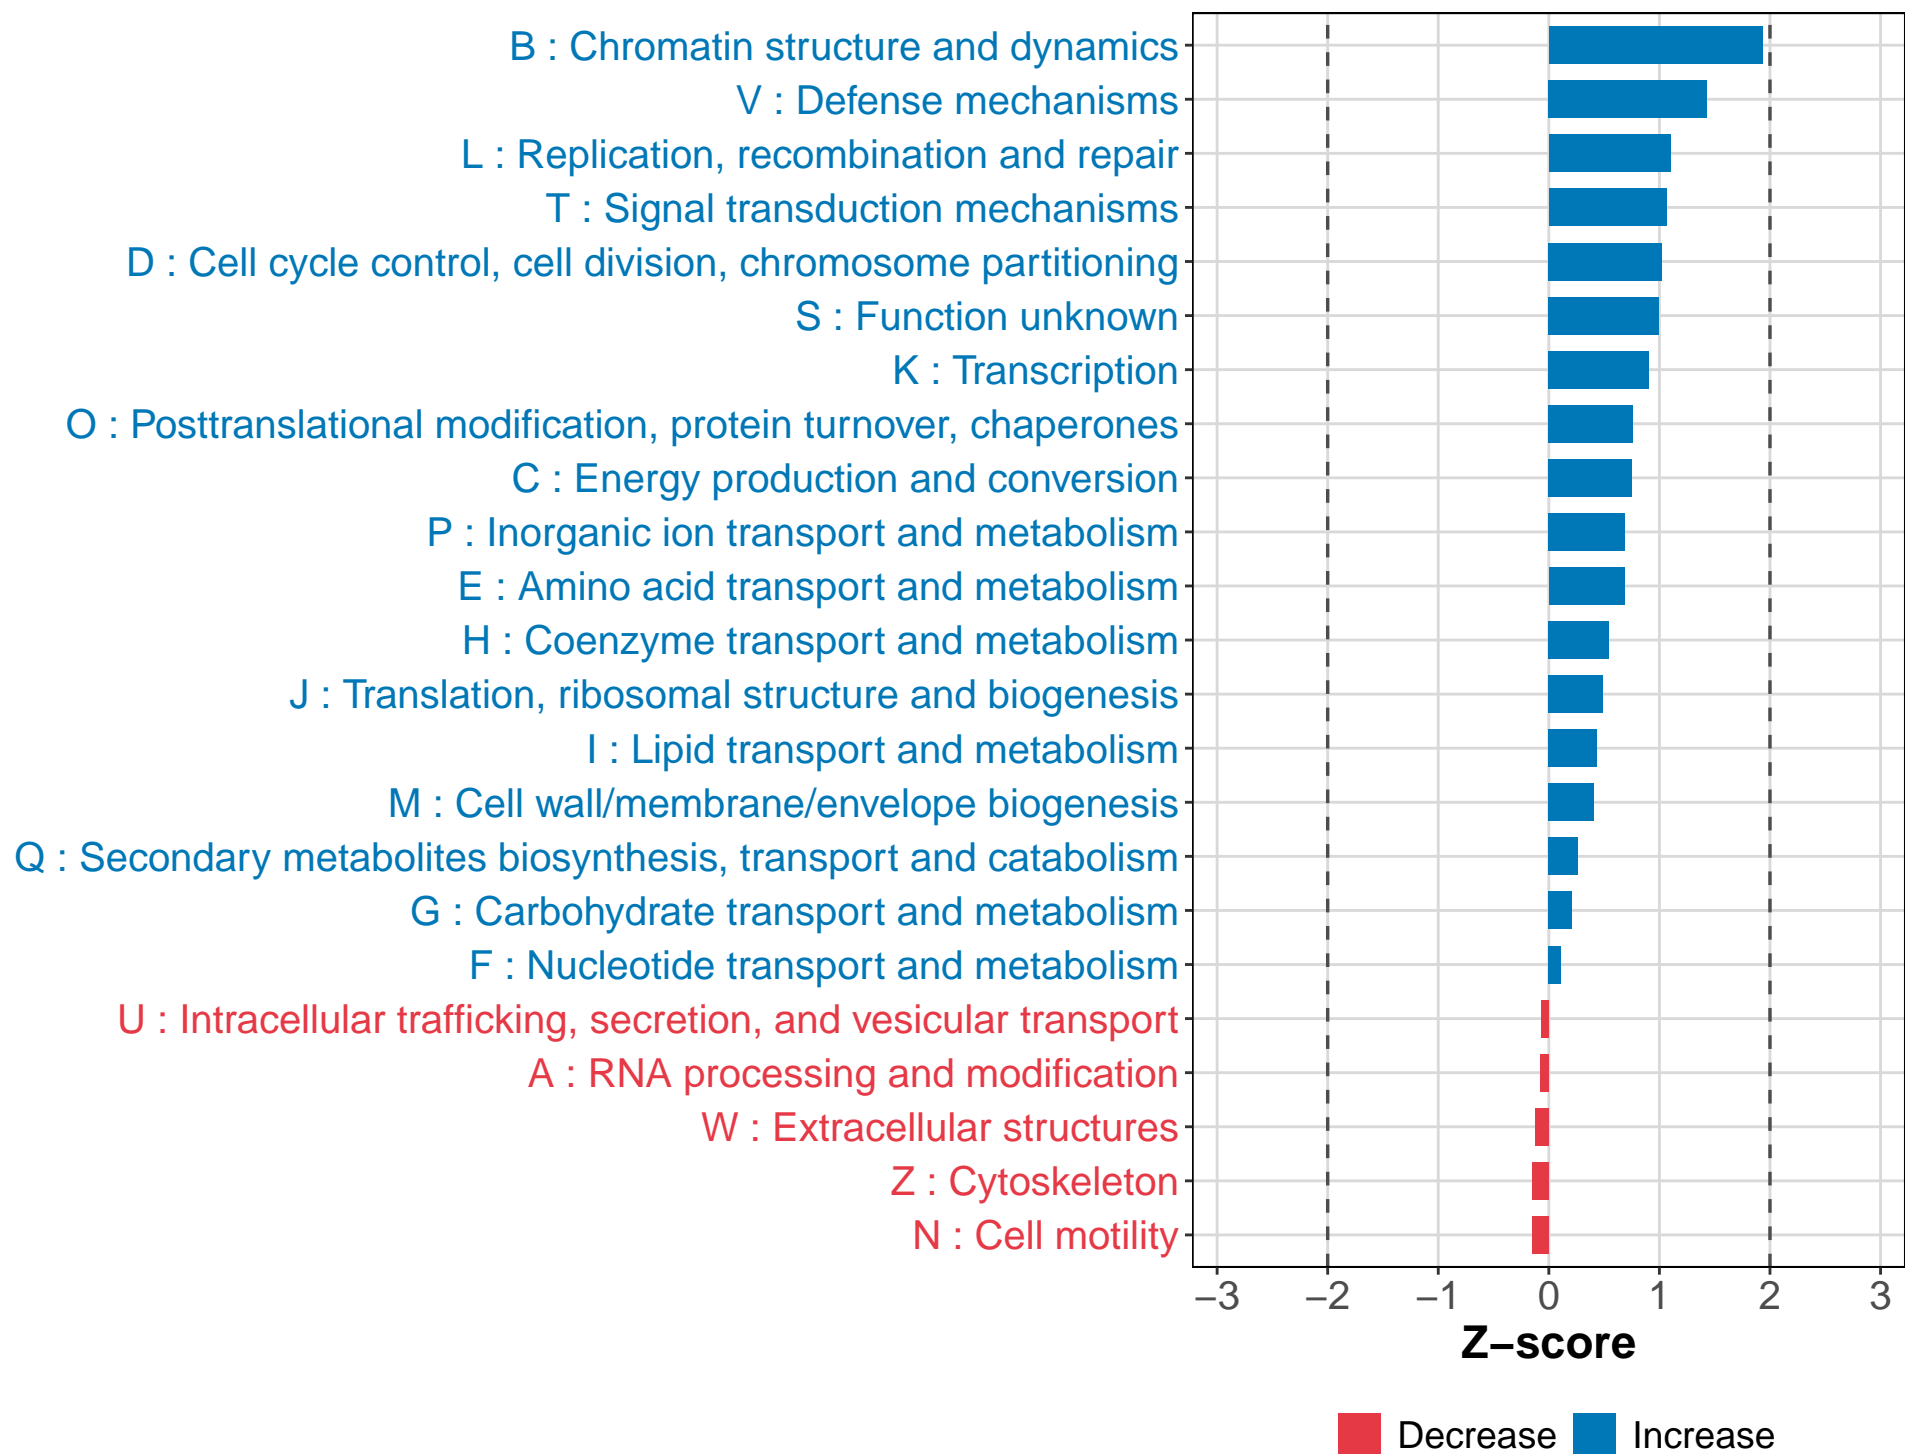 B : Chromatin structure and dynamics
V : Defense mechanisms
L : Replication, recombination and repair
T : Signal transduction mechanisms
D : Cell cycle control, cell division, chromosome partitioning
S : Function unknown
K : Transcription
O : Posttranslational modification, protein turnover, chaperones
C : Energy production and conversion
P : Inorganic ion transport and metabolism
E : Amino acid transport and metabolism
H : Coenzyme transport and metabolism
J : Translation, ribosomal structure and biogenesis
I : Lipid transport and metabolism
M : Cell wall/membrane/envelope biogenesis
Q : Secondary metabolites biosynthesis, transport and catabolism
G : Carbohydrate transport and metabolism
F : Nucleotide transport and metabolism
U : Intracellular trafficking, secretion, and vesicular transport
A : RNA processing and modification
W : Extracellular structures
Z : Cytoskeleton
N : Cell motility
−3 −2 −1 0 1 2 3
Z−score
Decrease Increase